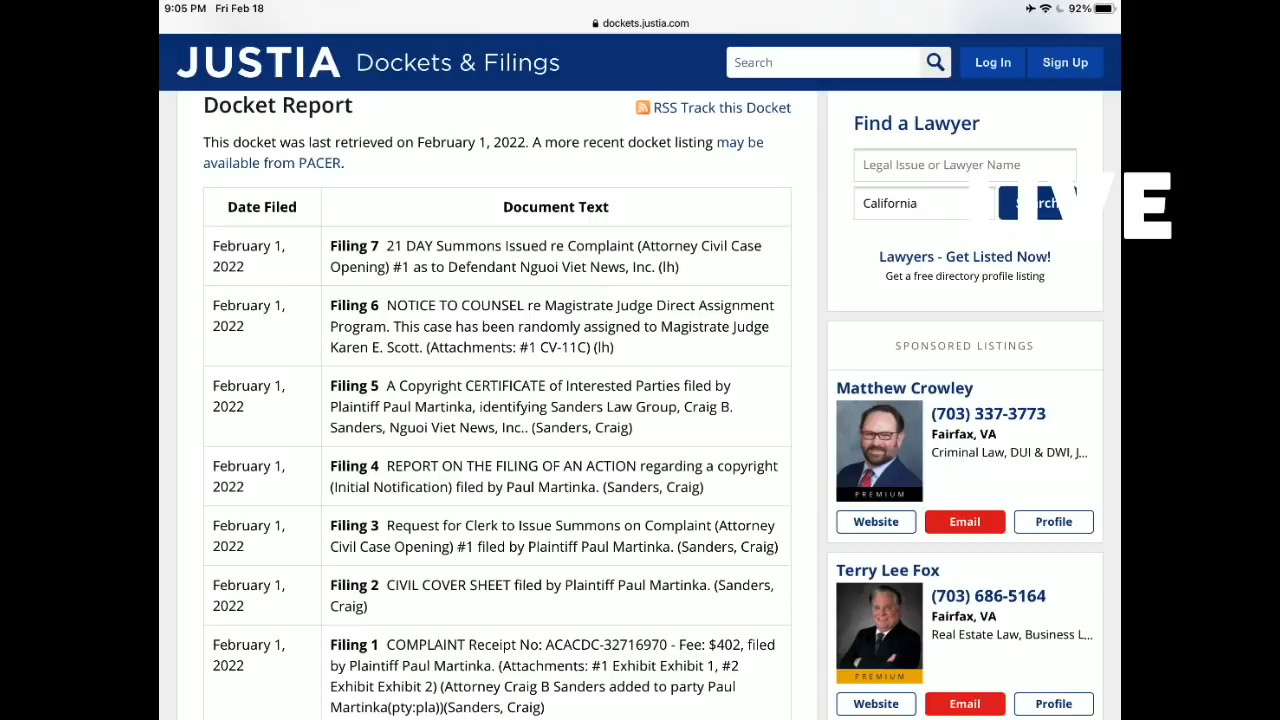 9:05 PM Fri Feb 18
92%
dockets.justia.com
JUSTIA Dockets & Filings
Search
Log In
Sign Up
Docket Report
RSS Track this Docket
This docket was last retrieved on February 1, 2022. A more recent docket listing may be
available from PACER.
Date Filed
Document Text
February 1,
2022
Filing 7 21 DAY Summons Issued re Complaint (Attorney Civil Case
Opening) #1 as to Defendant Nguoi Viet News, Inc. (lh)
February 1,
2022
Filing 6 NOTICE TO COUNSEL re Magistrate Judge Direct Assignment
Program. This case has been randomly assigned to Magistrate Judge
Karen E. Scott. (Attachments: #1 CV-11C) (lh)
February 1,
2022
Filing 5 A Copyright CERTIFICATE of Interested Parties filed by
Plaintiff Paul Martinka, identifying Sanders Law Group, Craig B.
Sanders, Nguoi Viet News, Inc.. (Sanders, Craig)
February 1,
2022
Filing 4 REPORT ON THE FILING OF AN ACTION regarding a copyright
(Initial Notification) filed by Paul Martinka. (Sanders, Craig)
February 1,
2022
Filing 3 Request for Clerk to Issue Summons on Complaint (Attorney
Civil Case Opening) #1 filed by Plaintiff Paul Martinka. (Sanders, Craig)
February 1,
2022
Filing 2 CIVIL COVER SHEET filed by Plaintiff Paul Martinka. (Sanders,
Craig)
February 1,
2022
Filing 1 COMPLAINT Receipt No: ACACDC-32716970 - Fee: $402, filed
by Plaintiff Paul Martinka. (Attachments: #1 Exhibit Exhibit 1, #2
Exhibit Exhibit 2) (Attorney Craig B Sanders added to party Paul
Martinka(pty:pla))(Sanders, Craig)
Find a Lawyer
Legal Issue or Lawyer Name
California
LIVE
Lawyers - Get Listed Now!
Get a free directory profile listing
SPONSORED LISTINGS
Matthew Crowley
(703) 337-3773
Fairfax, VA
Criminal Law, DUI & DWI, J...
PREMIUM
Website
Email
Profile
Terry Lee Fox
(703) 686-5164
Fairfax, VA
Real Estate Law, Business L...
PREMIUM
Website
Email
Profile